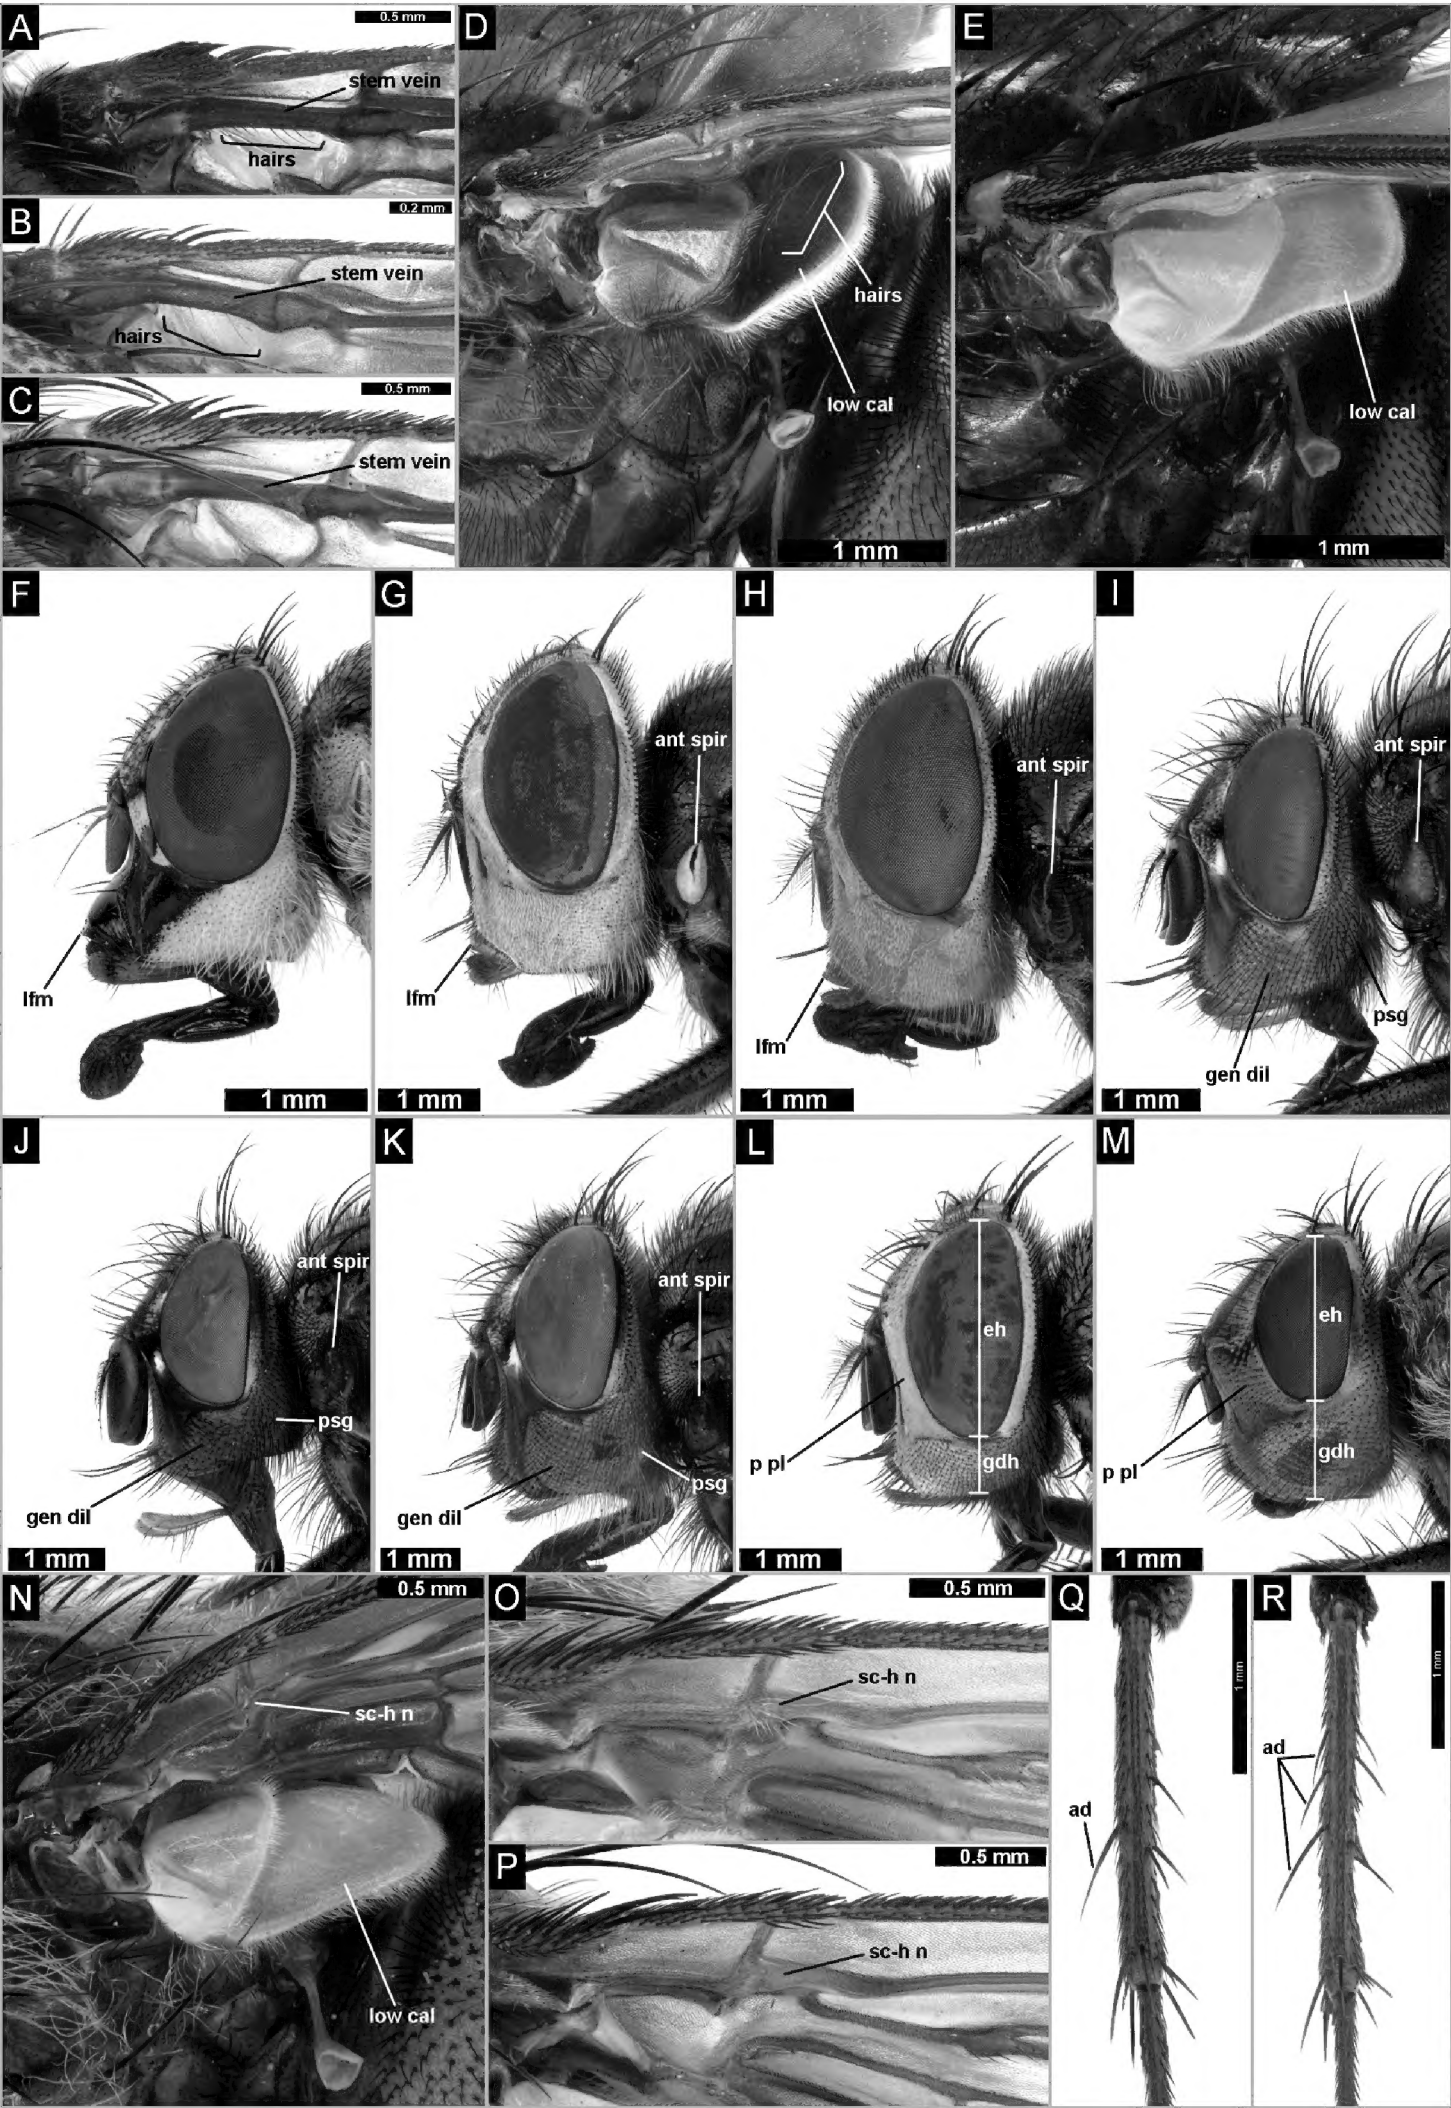 A
0.5 mm
stem vein
hairs
B
0.2 mm
stem vein
hairs
C
0.5 mm
stem vein
D
hairs
low cal
1 mm
E
low cal
1 mm
F
lfm
1 mm
G
ant spir
lfm
1 mm
H
ant spir
lfm
1 mm
I
ant spir
psg
gen dil
1 mm
J
ant spir
psg
gen dil
1 mm
K
ant spir
psg
gen dil
1 mm
L
eh
p pl
gdh
1 mm
M
eh
p pl
gdh
1 mm
N
0.5 mm
sc-h n
low cal
O
0.5 mm
sc-h n
P
0.5 mm
sc-h n
Q
1 mm
ad
R
1 mm
ad